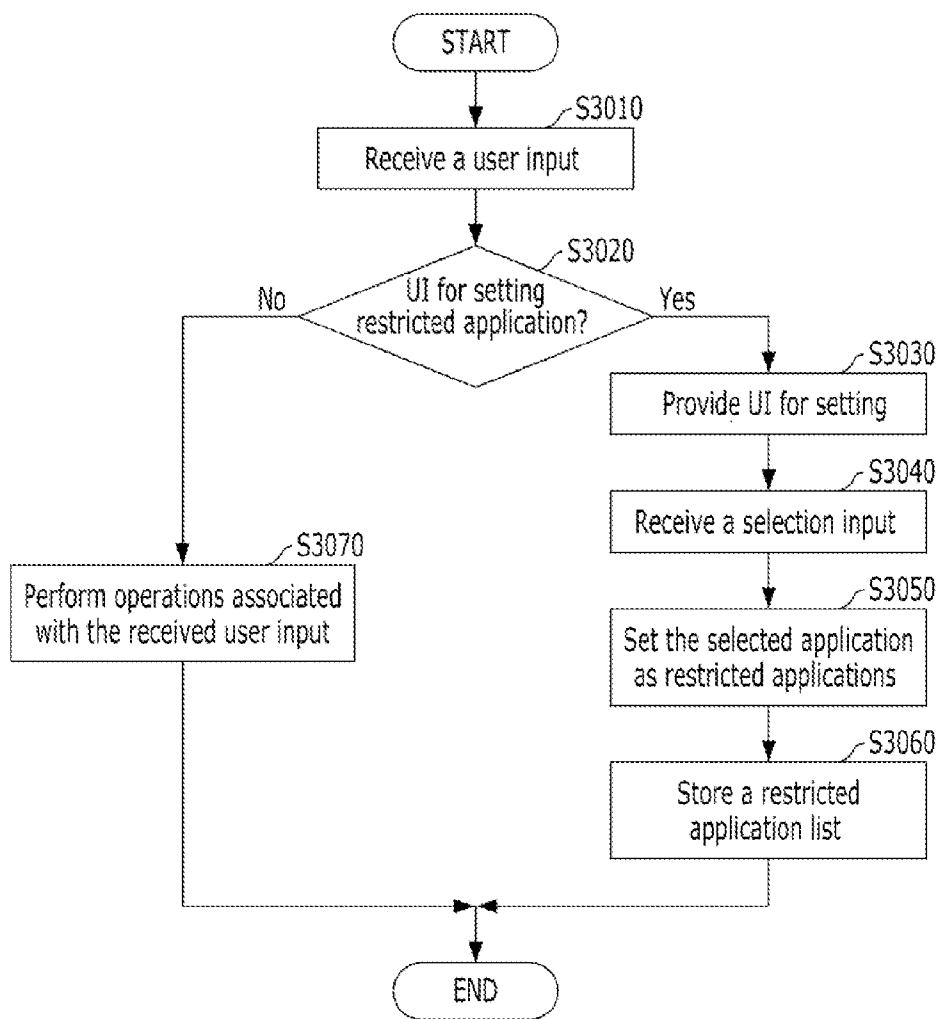 START
S3010
Receive a user input
S3020
UI for setting
restricted application?
No
Yes
S3030
Provide UI for setting
S3040
Receive a selection input
S3070
Perform operations associated
with the received user input
S3050
Set the selected application
as restricted applications
S3060
Store a restricted
application list
END